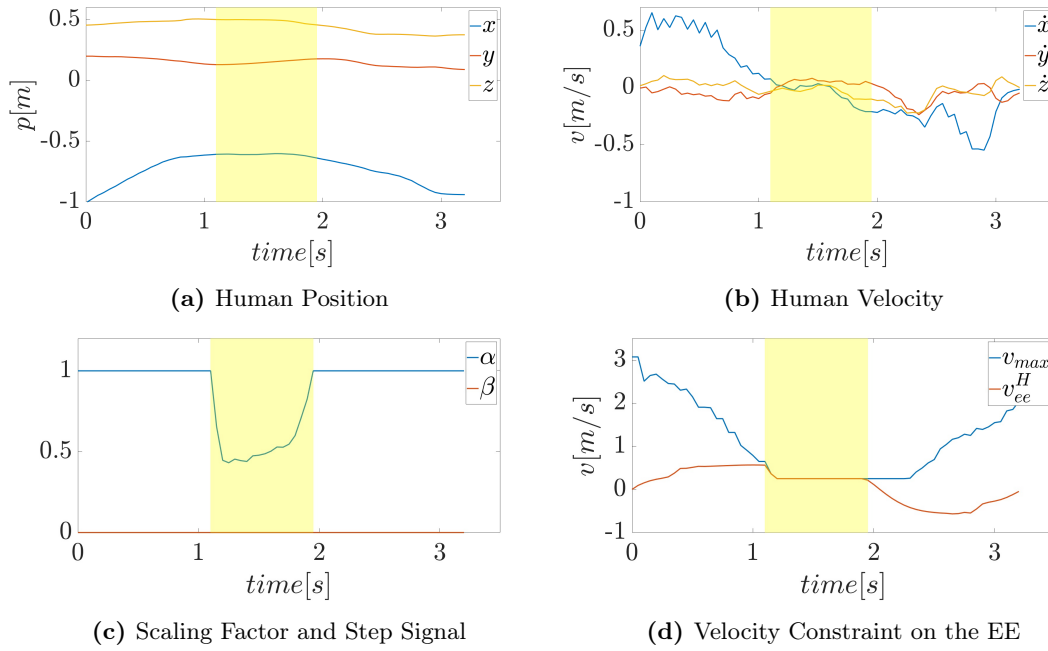 0.5
0
-0.5
-1
p[m]
x
y
z
0 1 2 3
time[s]
(a) Human Position
0.5
0
-0.5
-1
v[m/s]
ẋ
ẏ
ż
0 1 2 3
time[s]
(b) Human Velocity
1
0.5
0
α
β
0 1 2 3
time[s]
(c) Scaling Factor and Step Signal
3
2
1
0
-1
v[m/s]
v_max
v_ee^H
0 1 2 3
time[s]
(d) Velocity Constraint on the EE